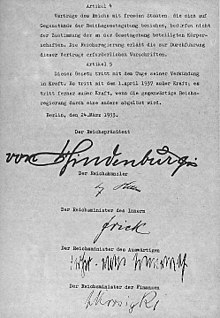 Artikel 4
Verträge des Reichs mit fremden Staaten, die sich auf
Gegenstände der Reichsgesetzgebung beziehen, bedürfen nicht
der Zustimmung der an der Gesetzgebung beteiligten Körper-
schaften. Die Reichsregierung erläßt die zur Durchführung
dieser Verträge erforderlichen Vorschriften.
Artikel 5
Dieses Gesetz tritt mit dem Tage seiner Verkündung
in Kraft. Es tritt mit dem 1.April 1937 außer Kraft, es
tritt ferner außer Kraft, wenn die gegenwärtige Reichs-
regierung durch eine andere abgelöst wird.
Berlin, den 24.März 1933.
Der Reichspräsident
von Hindenburg
Der Reichskanzler
Der Reichsminister des Innern
Frick
Der Reichsminister des Auswärtigen
Der Reichsminister der Finanzen